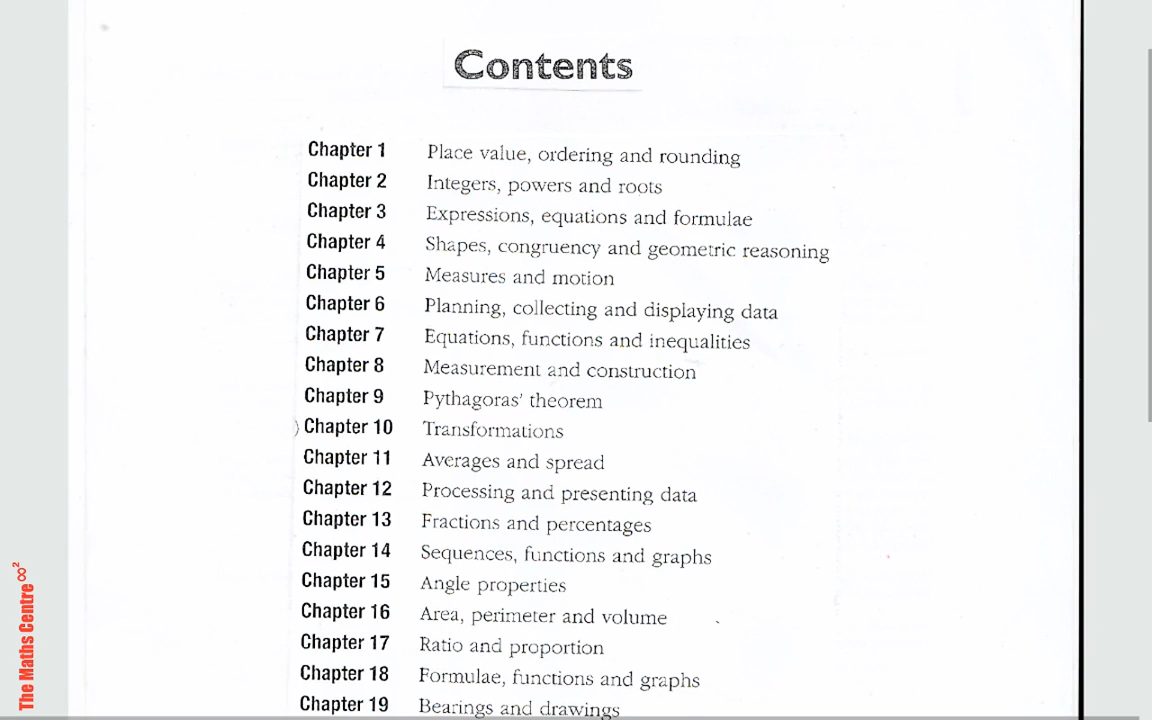 Contents
Chapter 1 Place value, ordering and rounding
Chapter 2 Integers, powers and roots
Chapter 3 Expressions, equations and formulae
Chapter 4 Shapes, congruency and geometric reasoning
Chapter 5 Measures and motion
Chapter 6 Planning, collecting and displaying data
Chapter 7 Equations, functions and inequalities
Chapter 8 Measurement and construction
Chapter 9 Pythagoras' theorem
Chapter 10 Transformations
Chapter 11 Averages and spread
Chapter 12 Processing and presenting data
Chapter 13 Fractions and percentages
Chapter 14 Sequences, functions and graphs
Chapter 15 Angle properties
Chapter 16 Area, perimeter and volume
Chapter 17 Ratio and proportion
Chapter 18 Formulae, functions and graphs
Chapter 19 Bearings and drawings
The Maths Centre∞²